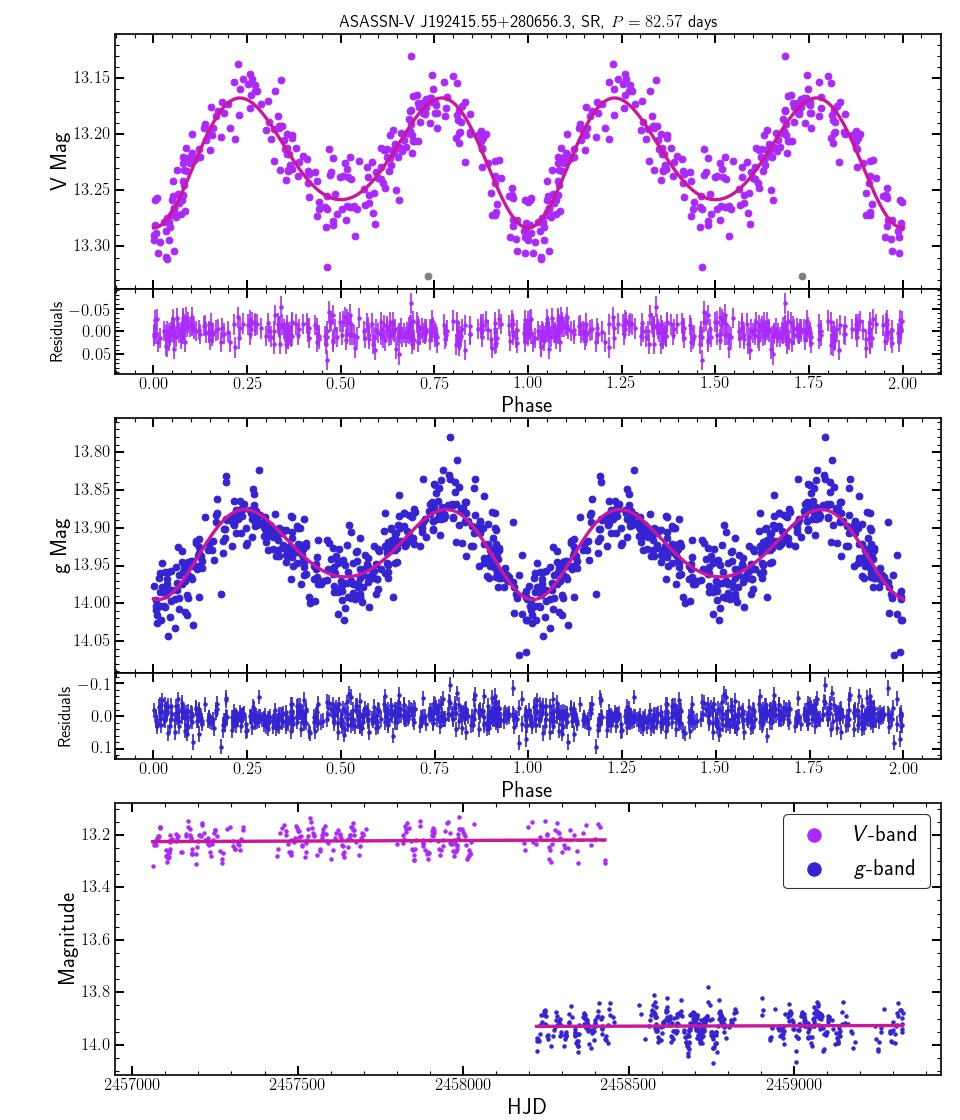 ASASSN-V J192415.55+280656.3, SR, P = 82.57 days
V Mag
13.15
13.20
13.25
13.30
Residuals
−0.05
0.00
0.05
0.00 0.25 0.50 0.75 1.00 1.25 1.50 1.75 2.00
Phase
g Mag
13.80
13.85
13.90
13.95
14.00
14.05
Residuals
−0.1
0.0
0.1
0.00 0.25 0.50 0.75 1.00 1.25 1.50 1.75 2.00
Phase
Magnitude
13.2
13.4
13.6
13.8
14.0
V-band
g-band
2457000 2457500 2458000 2458500 2459000
HJD